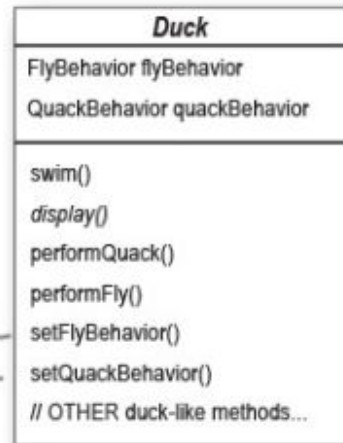 Duck
FlyBehavior flyBehavior
QuackBehavior quackBehavior
swim()
display()
performQuack()
performFly()
setFlyBehavior()
setQuackBehavior()
// OTHER duck-like methods...